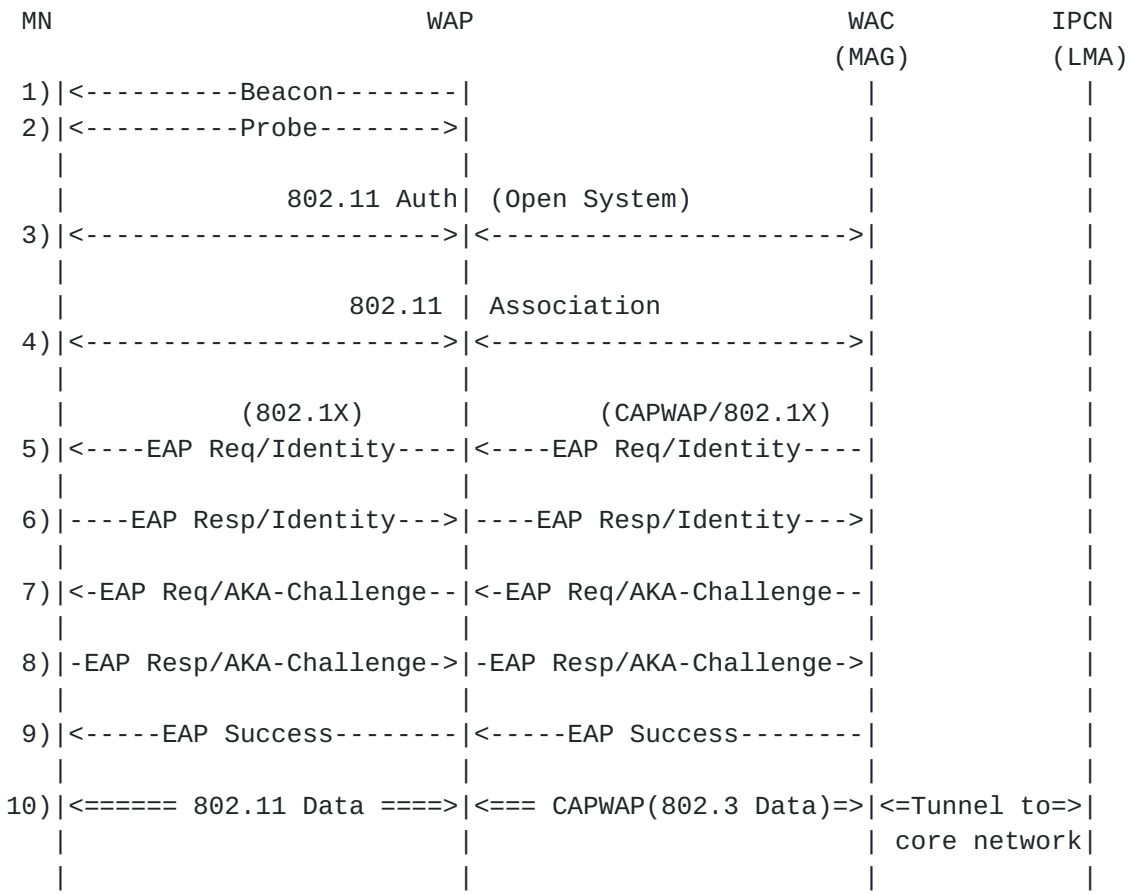 MN                       WAP                         WAC         IPCN
                                                    (MAG)       (LMA)
 1)|<----------Beacon--------|                         |             |
 2)|<----------Probe-------->|                         |             |
   |                         |                         |             |
   |              802.11 Auth| (Open System)           |             |
 3)|<----------------------->|<----------------------->|             |
   |                         |                         |             |
   |                  802.11 | Association             |             |
 4)|<----------------------->|<----------------------->|             |
   |                         |                         |             |
   |           (802.1X)      |        (CAPWAP/802.1X)  |             |
 5)|<----EAP Req/Identity----|<----EAP Req/Identity----|             |
   |                         |                         |             |
 6)|----EAP Resp/Identity--->|----EAP Resp/Identity--->|             |
   |                         |                         |             |
 7)|<-EAP Req/AKA-Challenge--|<-EAP Req/AKA-Challenge--|             |
   |                         |                         |             |
 8)|-EAP Resp/AKA-Challenge->|-EAP Resp/AKA-Challenge->|             |
   |                         |                         |             |
 9)|<-----EAP Success--------|<-----EAP Success--------|             |
   |                         |                         |             |
10)|<====== 802.11 Data ====>|<=== CAPWAP(802.3 Data)=>|<=Tunnel to=>|
   |                         |                         | core network|
   |                         |                         |             |